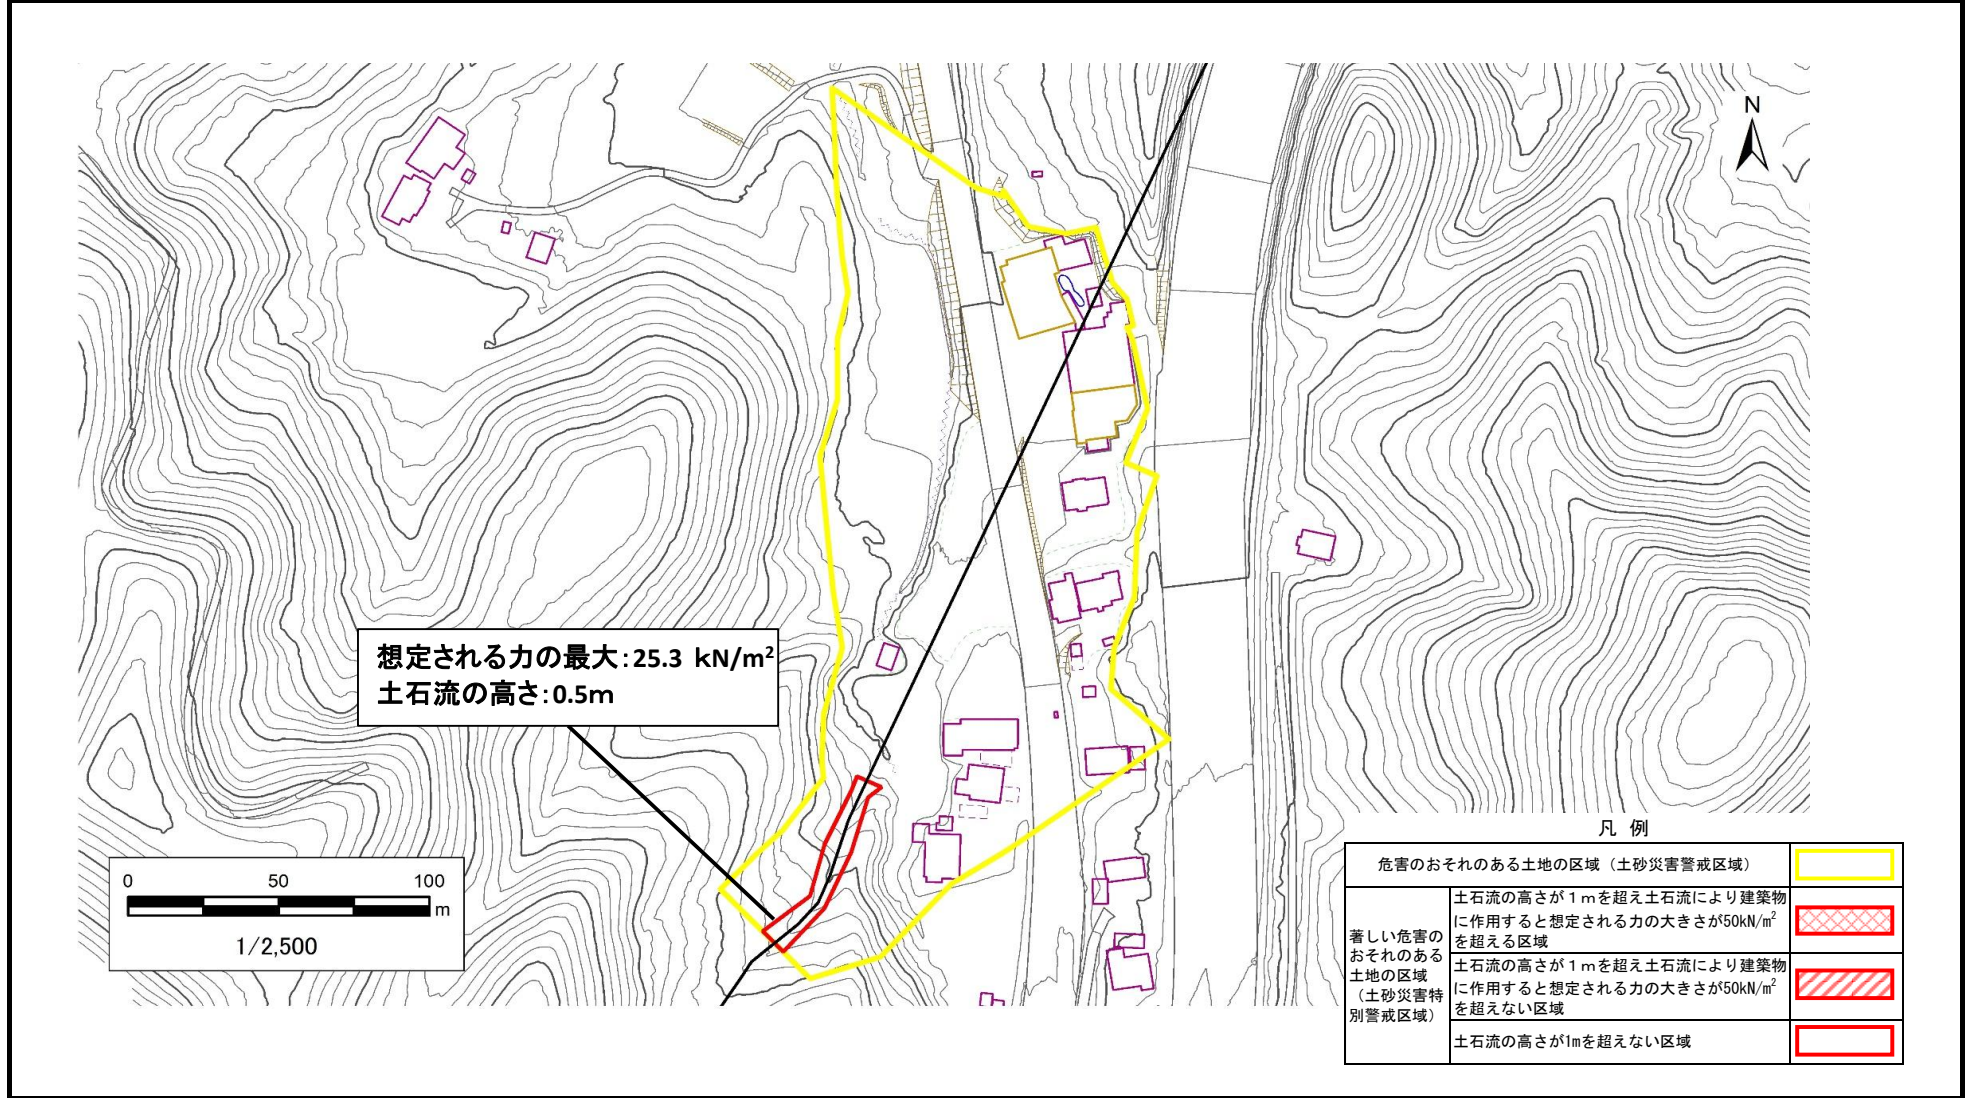 N
想定される力の最大:25.3 kN/m²
土石流の高さ:0.5m
0 50 100
m
1/2,500
凡 例
危害のおそれのある土地の区域（土砂災害警戒区域）
著しい危害の
おそれのある
土地の区域
（土砂災害特
別警戒区域）
土石流の高さが１ｍを超え土石流により建築物
に作用すると想定される力の大きさが50kN/㎡
を超える区域
土石流の高さが１ｍを超え土石流により建築物
に作用すると想定される力の大きさが50kN/㎡
を超えない区域
土石流の高さが1mを超えない区域